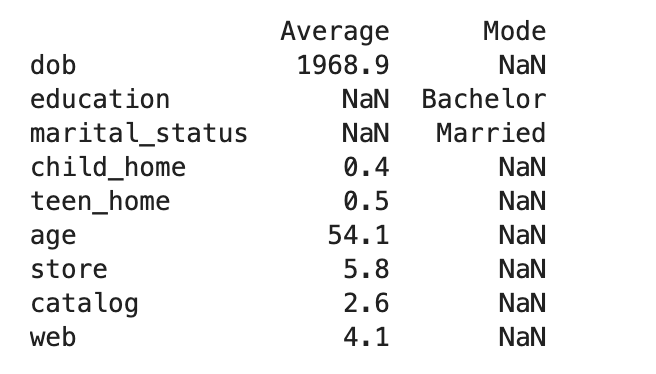 Average Mode
dob 1968.9 NaN
education NaN Bachelor
marital_status NaN Married
child_home 0.4 NaN
teen_home 0.5 NaN
age 54.1 NaN
store 5.8 NaN
catalog 2.6 NaN
web 4.1 NaN